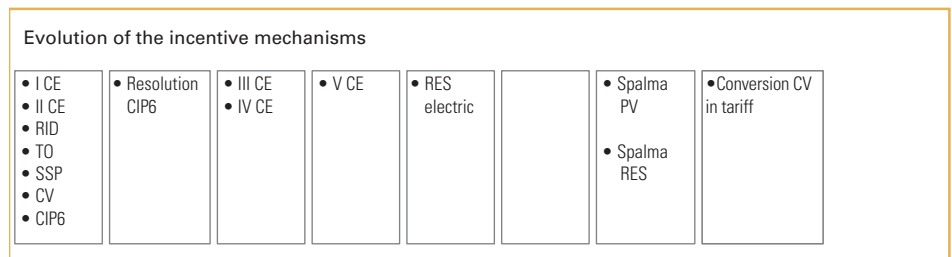 Evolution of the incentive mechanisms
• I CE
• II CE
• RID
• TO
• SSP
• CV
• CIP6
• Resolution
CIP6
• III CE
• IV CE
• V CE
• RES
electric
• Spalma
PV
• Spalma
RES
•Conversion CV
in tariff